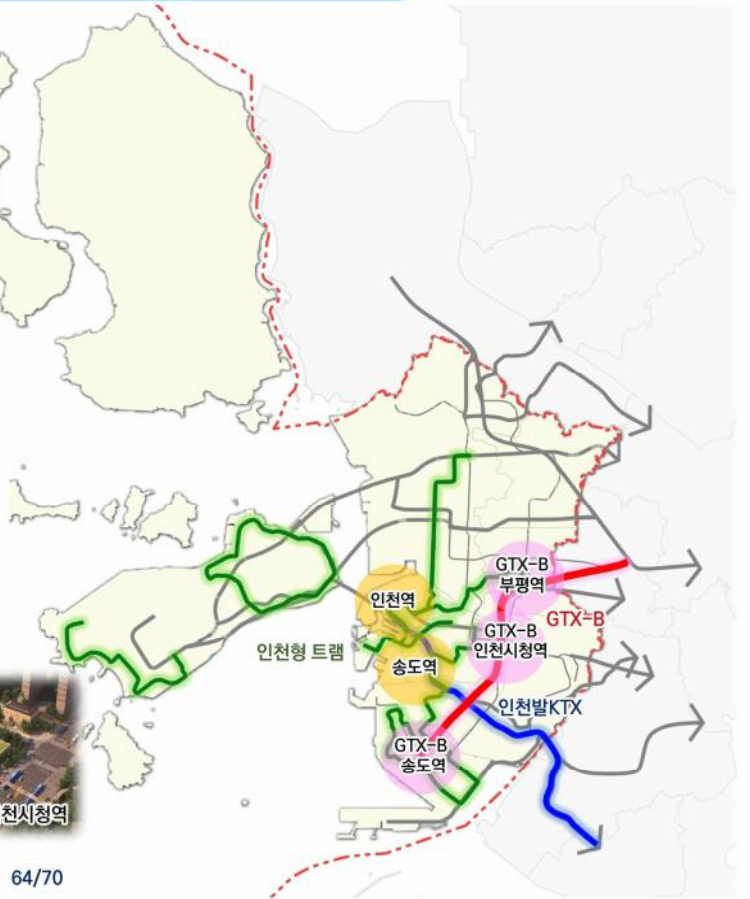 GTX-B
부평역
인천역
GTX-B
GTX-B
인천시청역
인천형 트램
송도역
인천발KTX
GTX-B
송도역
천시청역
64/70